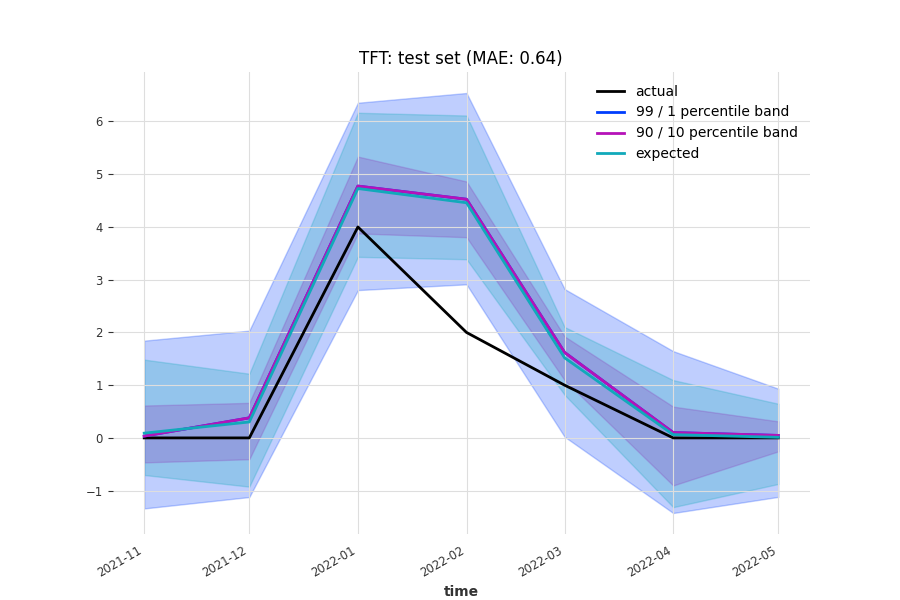 TFT: test set (MAE: 0.64)
actual
99 / 1 percentile band
90 / 10 percentile band
expected
6
5
4
3
2
1
0
−1
2021-11
2021-12
2022-01
2022-02
2022-03
2022-04
2022-05
time